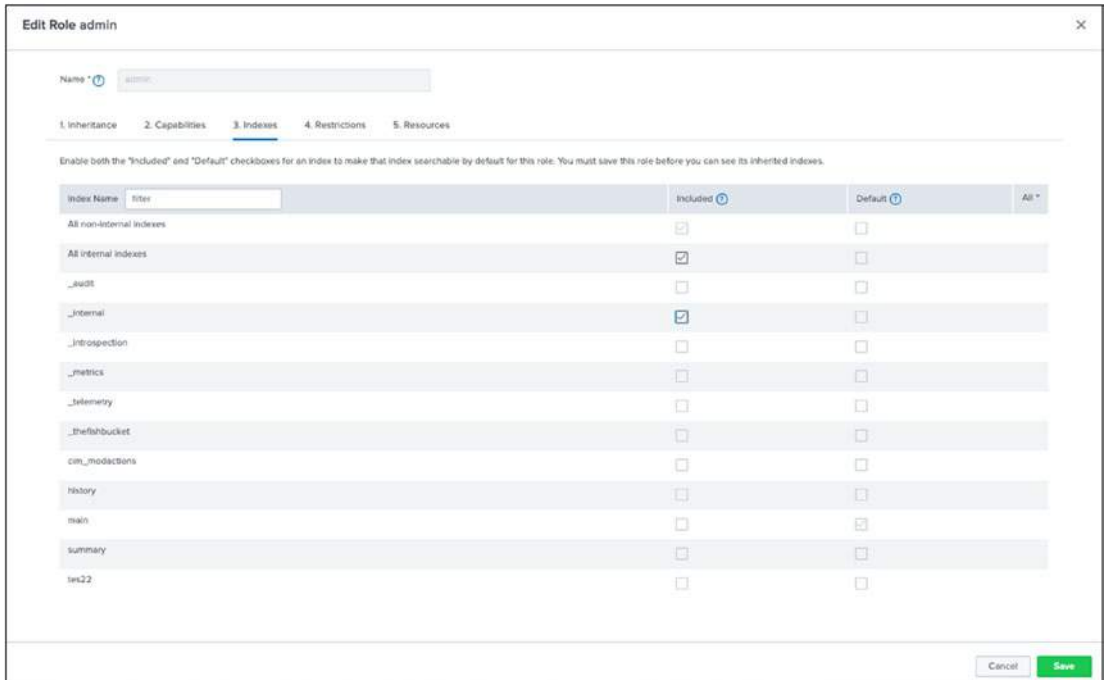 Edit Role admin
Name * ?
admin
1. Inheritance 2. Capabilities 3. Indexes 4. Restrictions 5. Resources
Enable both the "Included" and "Default" checkboxes for an index to make that index searchable by default for this role. You must save this role before you can see its inherited indexes.
Index Name filter Included ? Default ? All
All non-internal indexes
All internal indexes
_audit
_internal
_introspection
_metrics
_telemetry
_thefishbucket
cim_modactions
history
main
summary
tes22
Cancel Save